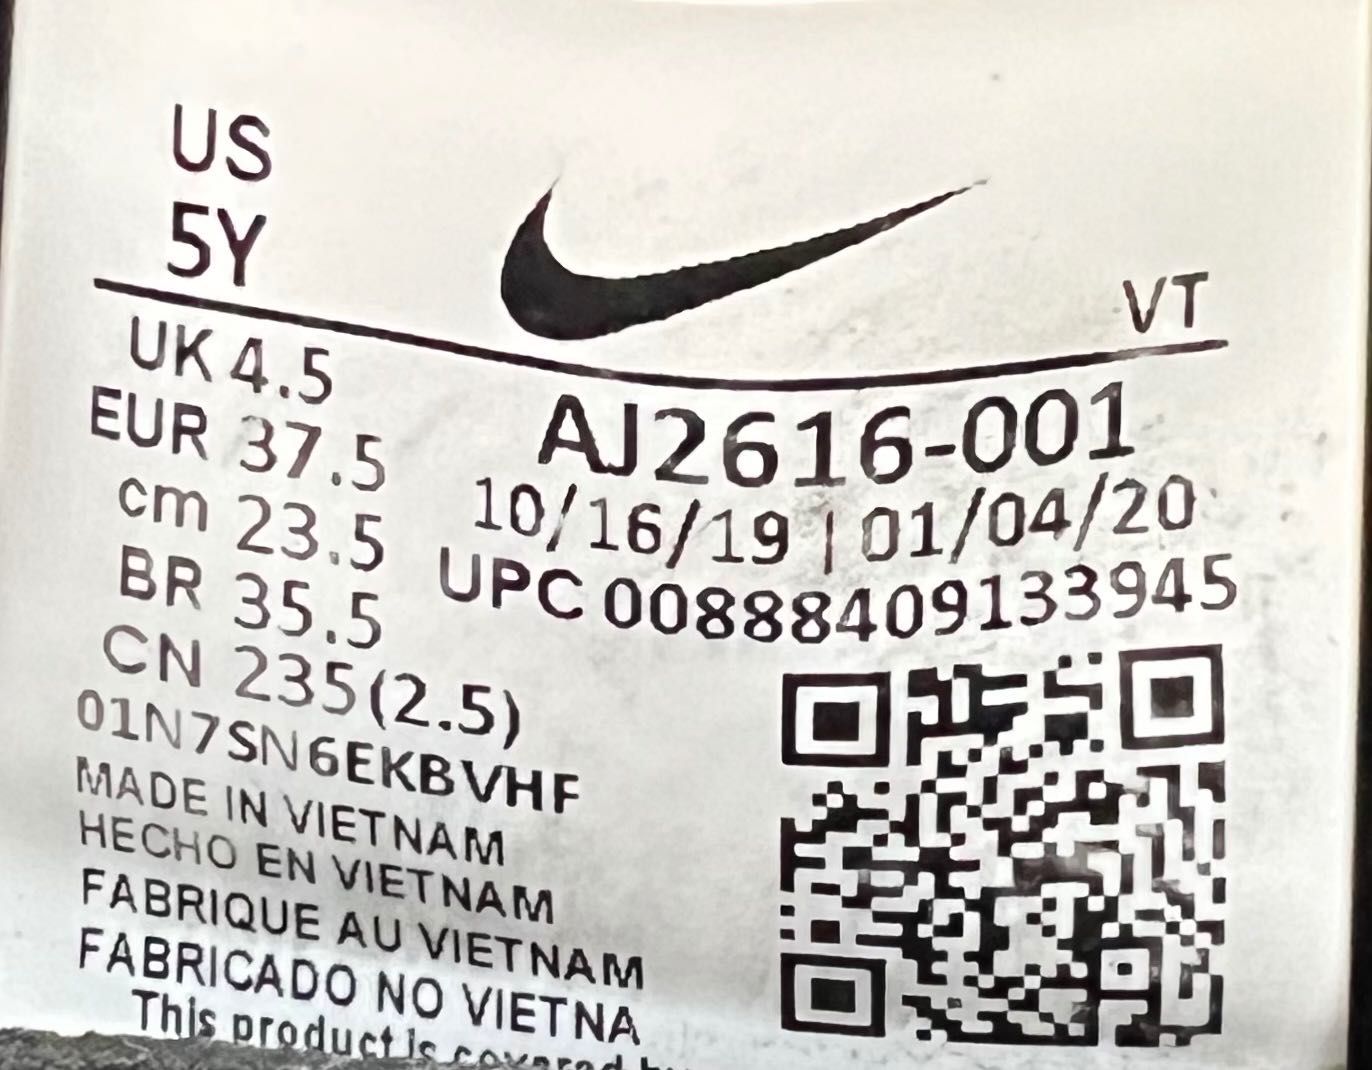 US
5Y
VT
UK 4.5
EUR 37.5
cm 23.5
BR 35.5
CN 235(2.5)
AJ2616-001
10/16/19 | 01/04/20
UPC 00888409133945
01N7SN6EKBVHF
MADE IN VIETNAM
HECHO EN VIETNAM
FABRIQUE AU VIETNAM
FABRICADO NO VIETNA
This product is covered